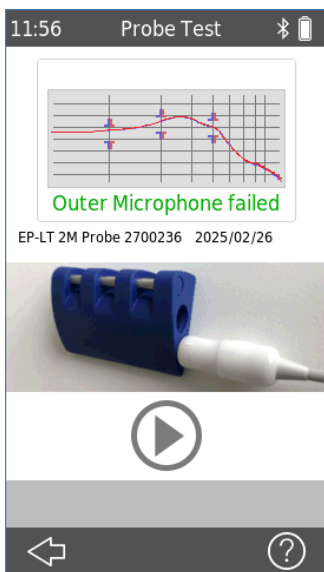 11:56 Probe Test
Outer Microphone failed
EP-LT 2M Probe 2700236 2025/02/26
?